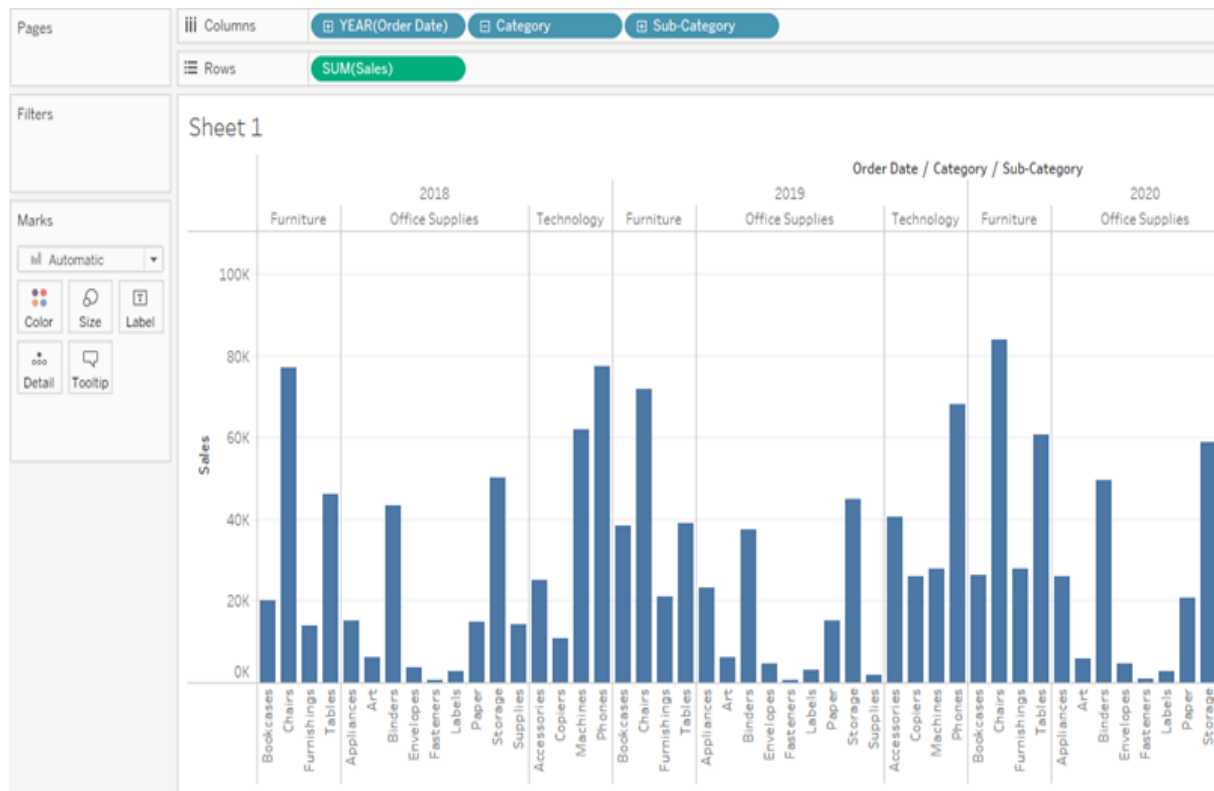 Pages
Columns
YEAR(Order Date)
Category
Sub-Category
Rows
SUM(Sales)
Filters
Sheet 1
Order Date / Category / Sub-Category
2018
2019
2020
Furniture
Office Supplies
Technology
Furniture
Office Supplies
Technology
Furniture
Office Supplies
Marks
Automatic
Color
Size
Label
Detail
Tooltip
Sales
100K
80K
60K
40K
20K
0K
Bookcases
Chairs
Furnishings
Tables
Appliances
Art
Binders
Envelopes
Fasteners
Labels
Paper
Storage
Supplies
Accessories
Copiers
Machines
Phones
Bookcases
Chairs
Furnishings
Tables
Appliances
Art
Binders
Envelopes
Fasteners
Labels
Paper
Storage
Supplies
Accessories
Copiers
Machines
Phones
Bookcases
Chairs
Furnishings
Tables
Appliances
Art
Binders
Envelopes
Fasteners
Labels
Paper
Storage